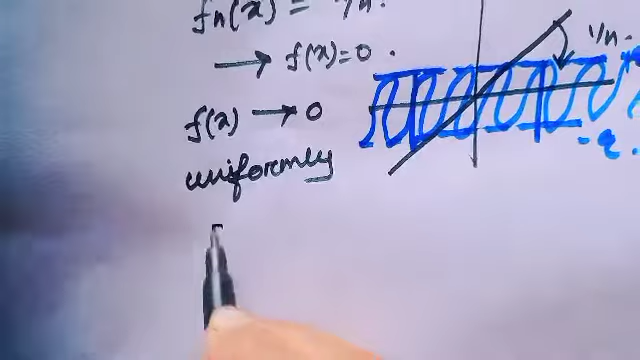 fn(x) = x/n.
→ f(x)=0 .
f(x) → 0
uniformly
1/n.
-ε.